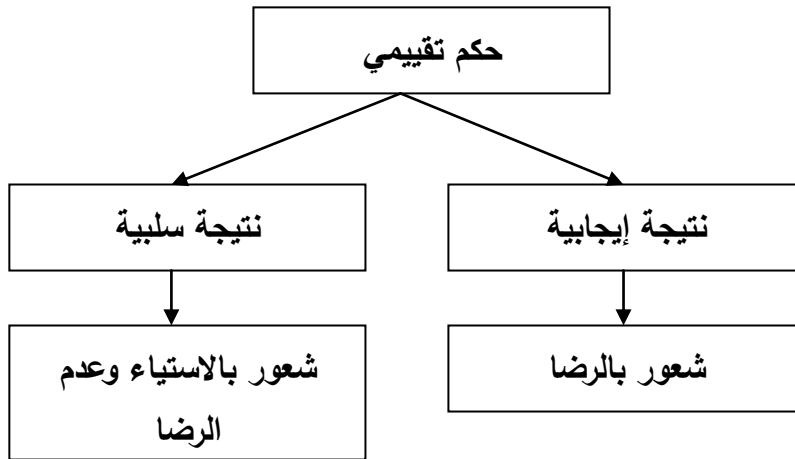 حكم تقييمي
نتيجة إيجابية
نتيجة سلبية
شعور بالرضا
شعور بالاستياء وعدم
الرضا